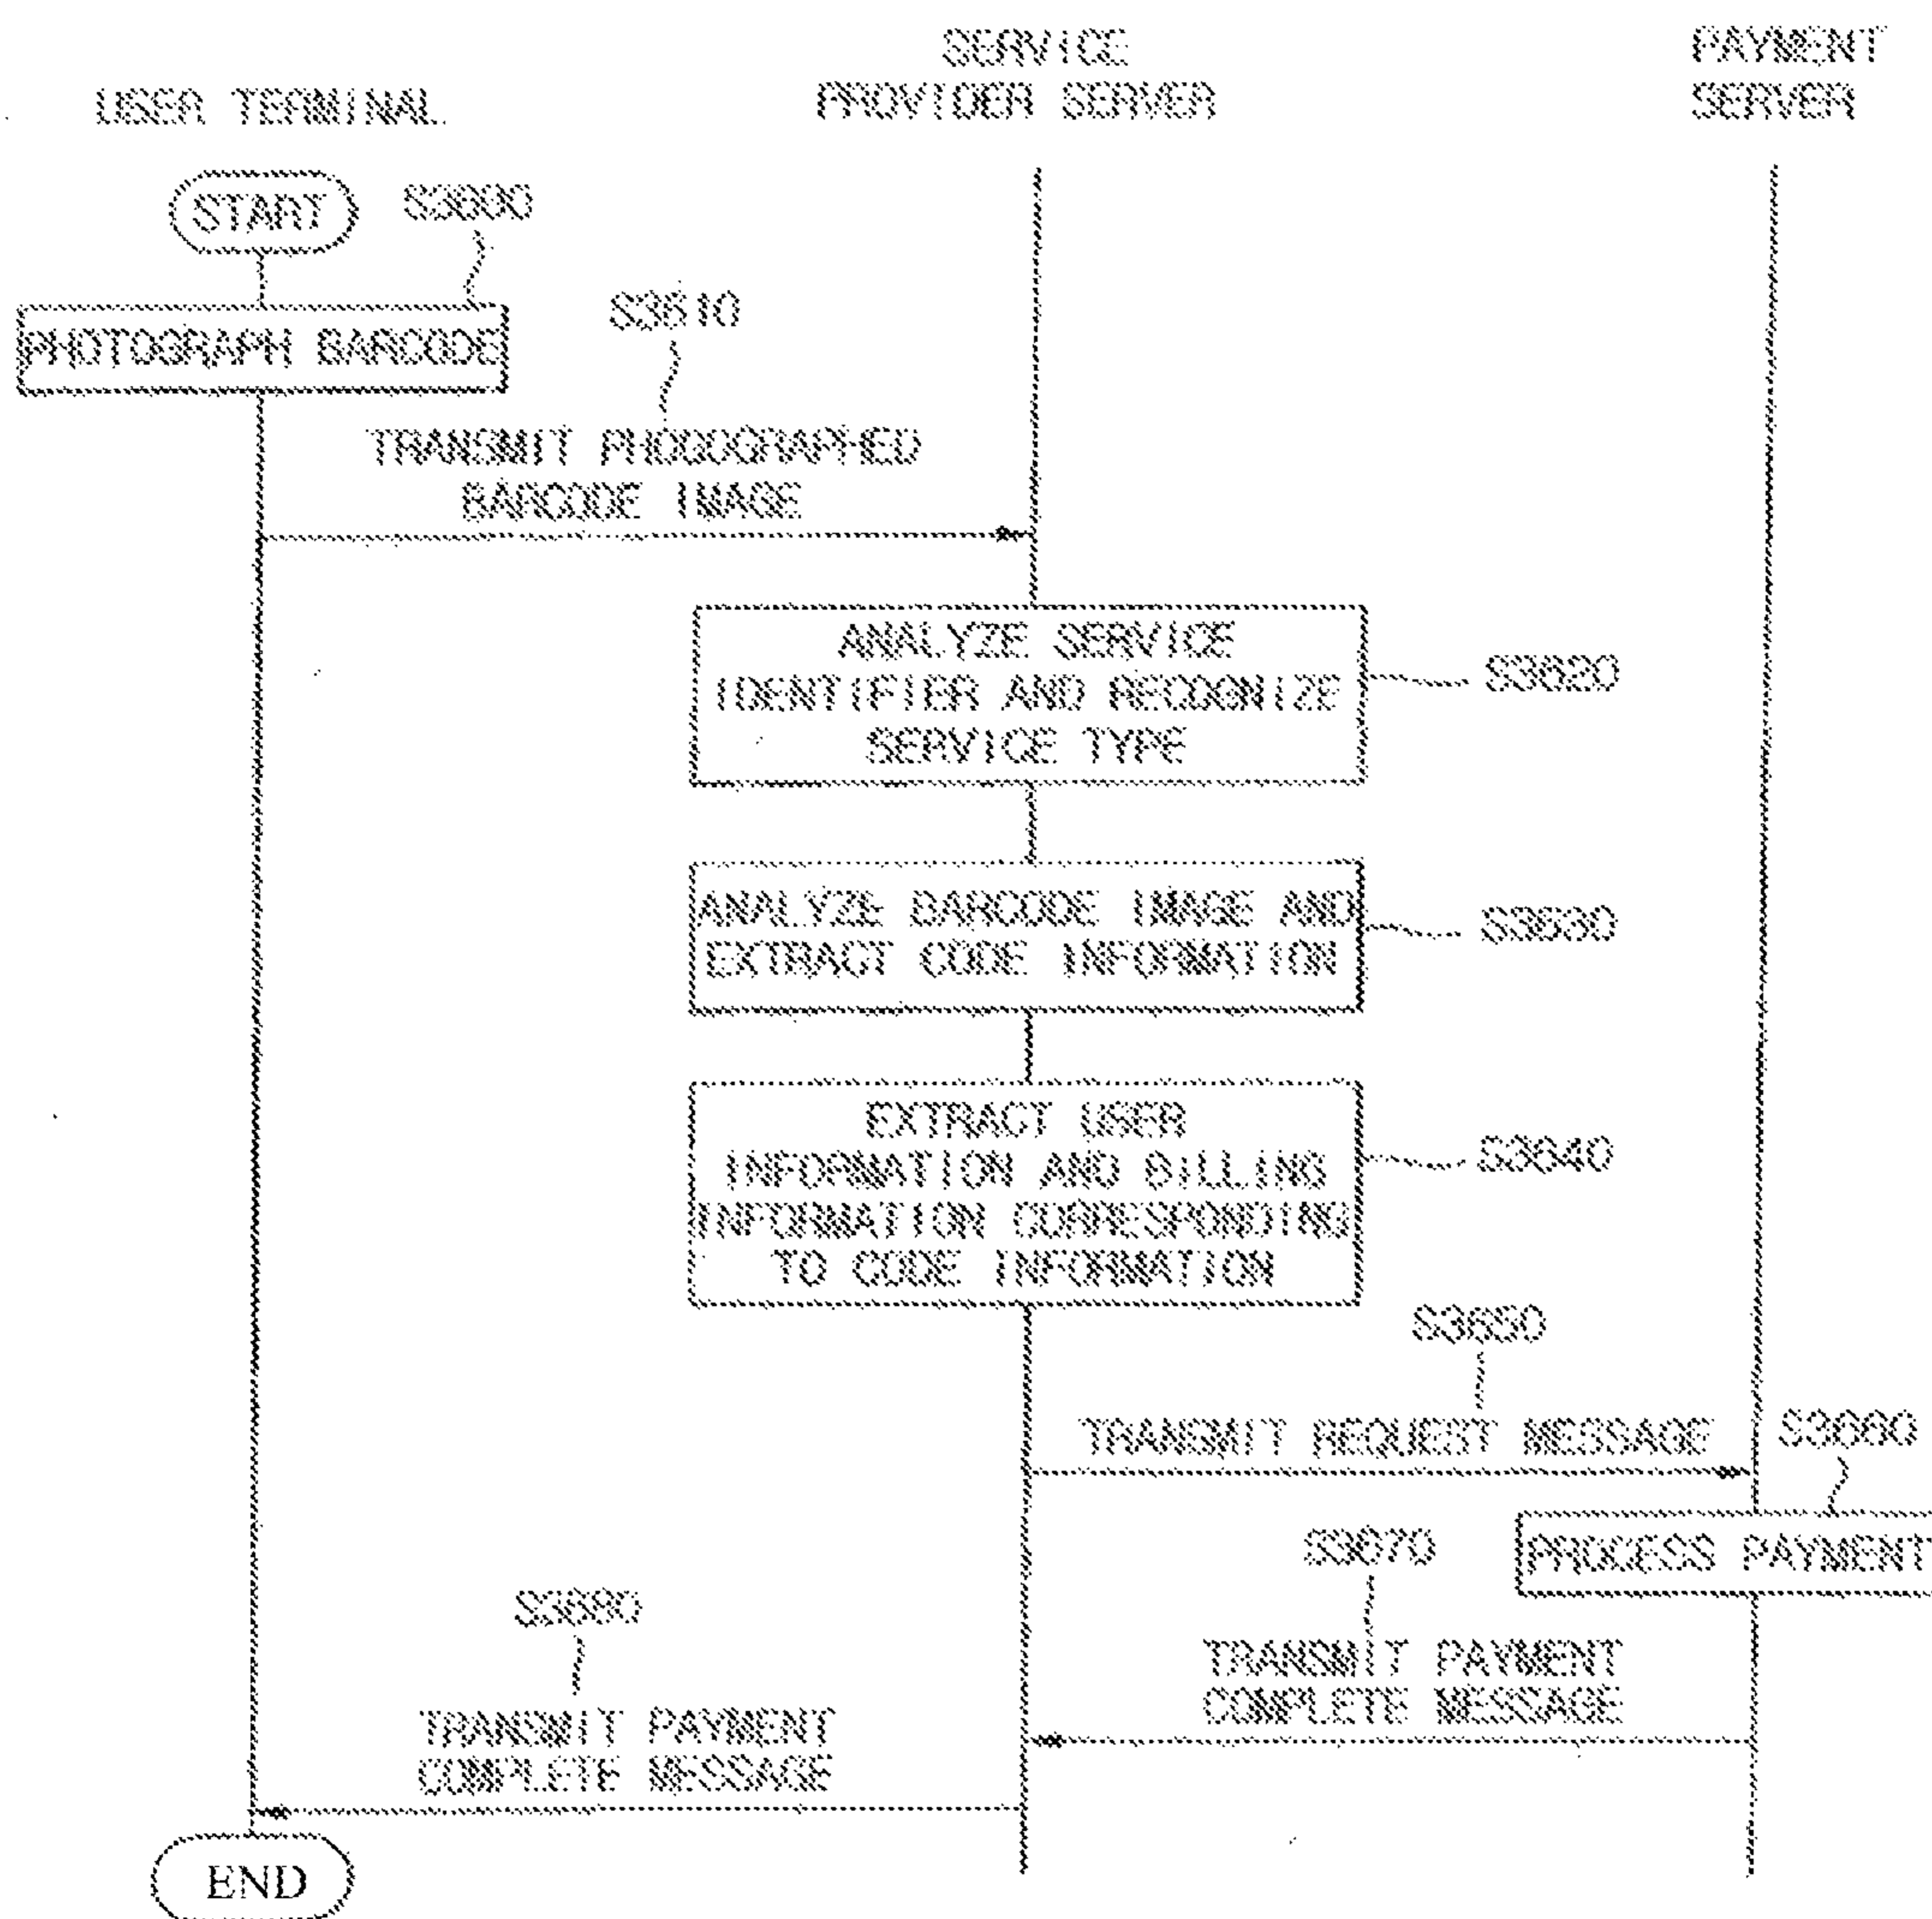 SERVICE
PROVIDER SERVER
PAYMENT
SERVER
USER TERMINAL
START
S3600
PHOTOGRAPH BARCODE
S3610
TRANSMIT PHODOGRAPHED
BARCODE IMAGE
ANALYZE SERVICE
IDENTIFIER AND RECOGNIZE
SERVICE TYPE
S3620
ANALYZE BARCODE IMAGE AND
EXTRACT CODE INFORMATION
S3630
EXTRACT USER
INFORMATION AND BILLING
INFORMATION CORRESPONDING
TO CODE INFORMATION
S3640
S3650
TRANSMIT REQUEST MESSAGE
S3660
PROCESS PAYMENT
S3670
TRANSMIT PAYMENT
COMPLETE MESSAGE
S3680
TRANSMIT PAYMENT
COMPLETE MESSAGE
END